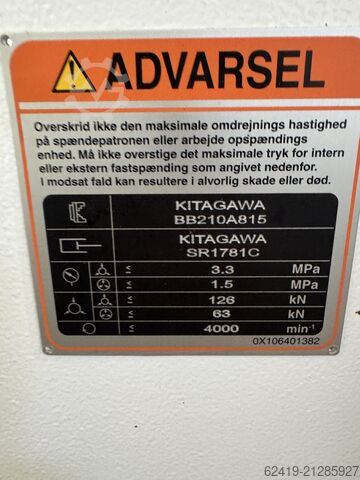 ADVARSEL
Overskrid ikke den maksimale omdrejnings hastighed
på spændepatronen eller arbejde opspændings
enhed. Må ikke overstige det maksimale tryk for intern
eller ekstern fastspænding som angivet nedenfor.
I modsat fald kan resultere i alvorlig skade eller død.
KITAGAWA
BB210A815
KITAGAWA
SR1781C
≤ 3.3 MPa
≤ 1.5 MPa
≤ 126 kN
≤ 63 kN
≤ 4000 min⁻¹
0X106401382
62419-21285927